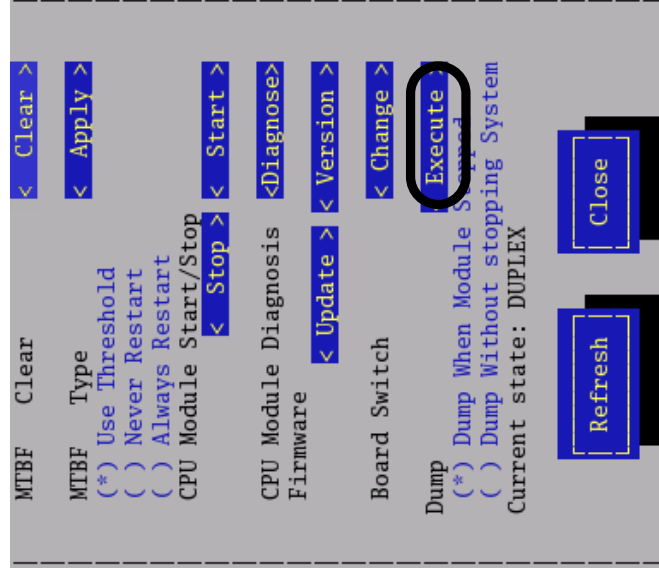 MTBF Clear < Clear >
MTBF Type < Apply >
(*) Use Threshold
( ) Never Restart
( ) Always Restart
CPU Module Start/Stop
< Stop > < Start >
CPU Module Diagnosis <Diagnose>
Firmware
< Update > < Version >
Board Switch < Change >
Dump < Execute >
(*) Dump When Module Stopped
( ) Dump Without stopping System
Current state: DUPLEX
Refresh Close